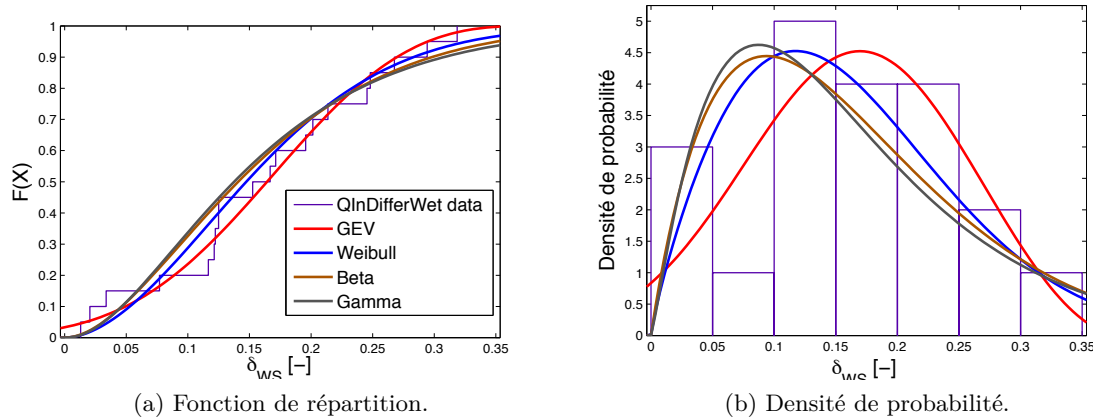 1
0.9
0.8
0.7
0.6
0.5
0.4
0.3
0.2
0.1
0
F(X)
QInDifferWet data
GEV
Weibull
Beta
Gamma
0 0.05 0.1 0.15 0.2 0.25 0.3 0.35
δWS [–]
(a) Fonction de répartition.
5
4.5
4
3.5
3
2.5
2
1.5
1
0.5
0
Densité de probabilité
0 0.05 0.1 0.15 0.2 0.25 0.3 0.35
δWS [–]
(b) Densité de probabilité.